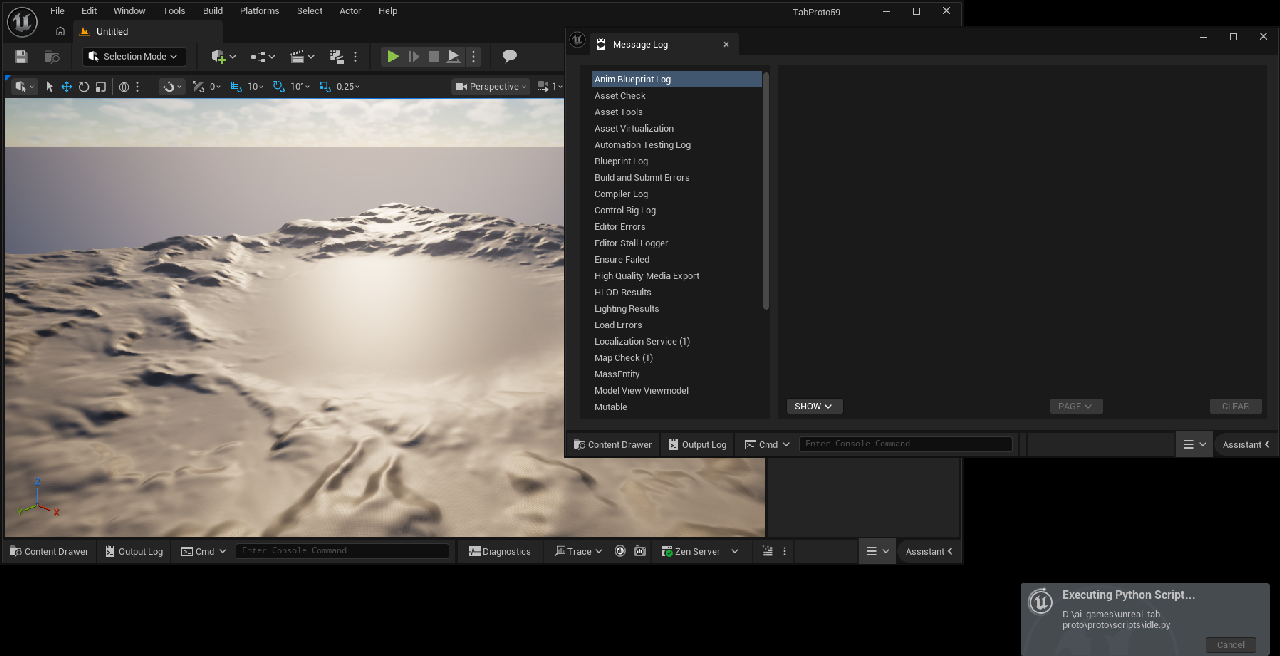 File Edit Window Tools Build Platforms Select Actor Help
TabProto59
Untitled
Selection Mode
0 10 10° 0.25 Perspective 1
Message Log
Anim Blueprint Log
Asset Check
Asset Tools
Asset Virtualization
Automation Testing Log
Blueprint Log
Build and Submit Errors
Compiler Log
Control Rig Log
Editor Errors
Editor Stall Logger
Ensure Failed
High Quality Media Export
HLOD Results
Lighting Results
Load Errors
Localization Service (1)
Map Check (1)
MassEntity
Model View Viewmodel
Mutable
SHOW PAGE CLEAR
Content Drawer Output Log Cmd Enter Console Command Assistant
Z
Y X
Content Drawer Output Log Cmd Enter Console Command Diagnostics Trace Zen Server Assistant
Executing Python Script...
D:\ai_games\unreal_tab_
proto\proto\scripts\idle.py
Cancel